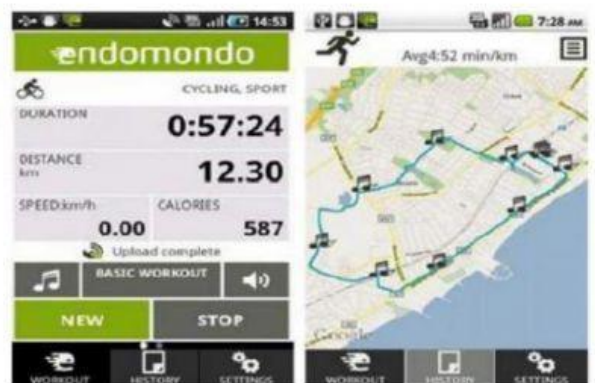 14:53
endomondo
CYCLING, SPORT
DURATION
0:57:24
DISTANCE
km
12.30
SPEED:km/h
CALORIES
0.00
587
Upload complete
BASIC WORKOUT
NEW
STOP
WORKOUT
HISTORY
SETTINGS
7:28 AM
Avg4:52 min/km
Google
WORKOUT
HISTORY
SETTINGS